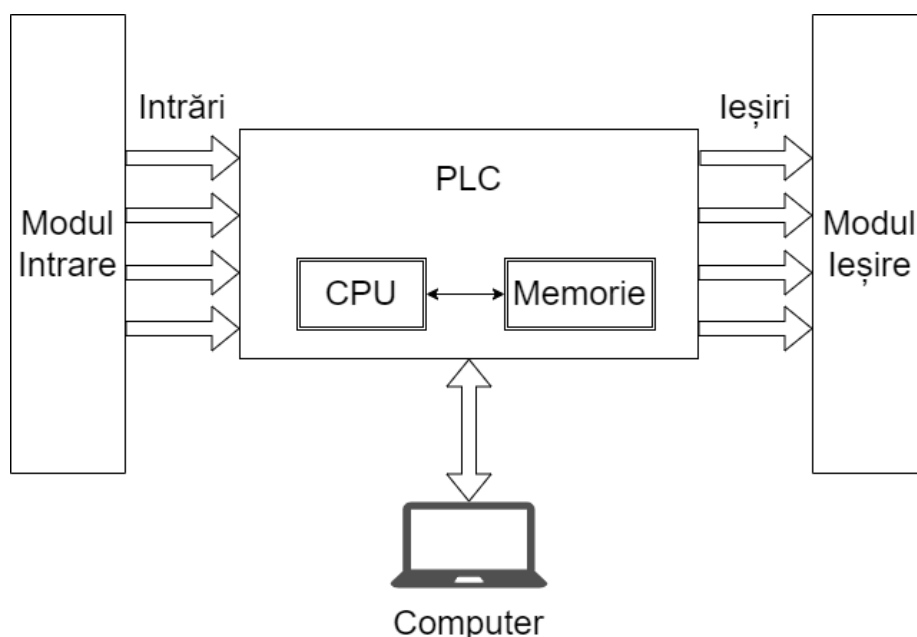 Intrări
Ieșiri
PLC
Modul
Intrare
CPU
Memorie
Modul
Ieșire
Computer